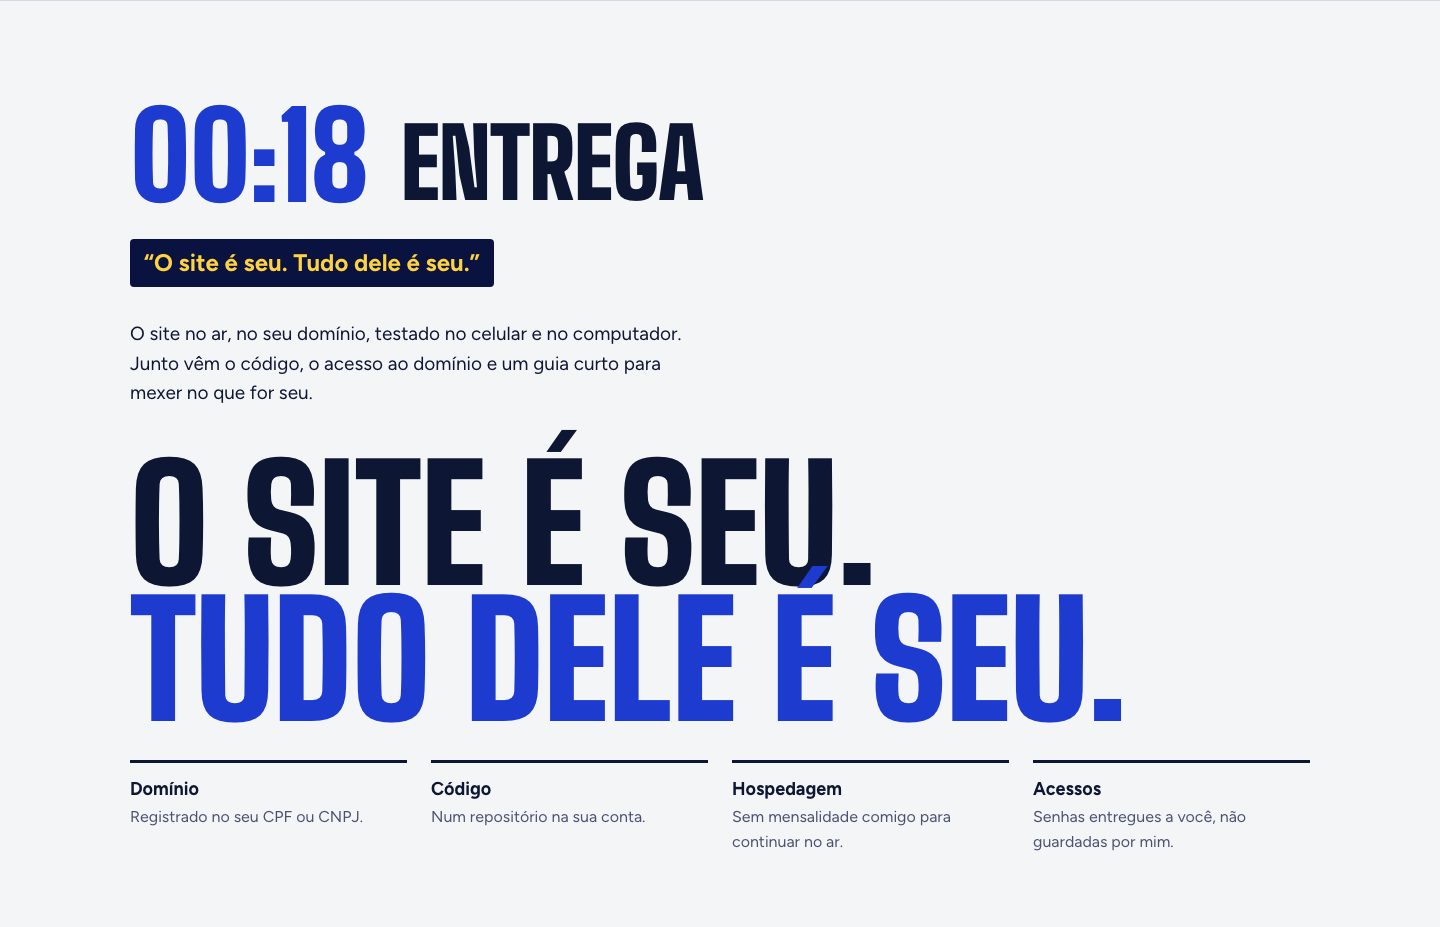 00:18 ENTREGA
“O site é seu. Tudo dele é seu.”
O site no ar, no seu domínio, testado no celular e no computador.
Junto vêm o código, o acesso ao domínio e um guia curto para
mexer no que for seu.
O SITE É SEU.
TUDO DELE É SEU.
Domínio
Registrado no seu CPF ou CNPJ.
Código
Num repositório na sua conta.
Hospedagem
Sem mensalidade comigo para
continuar no ar.
Acessos
Senhas entregues a você, não
guardadas por mim.